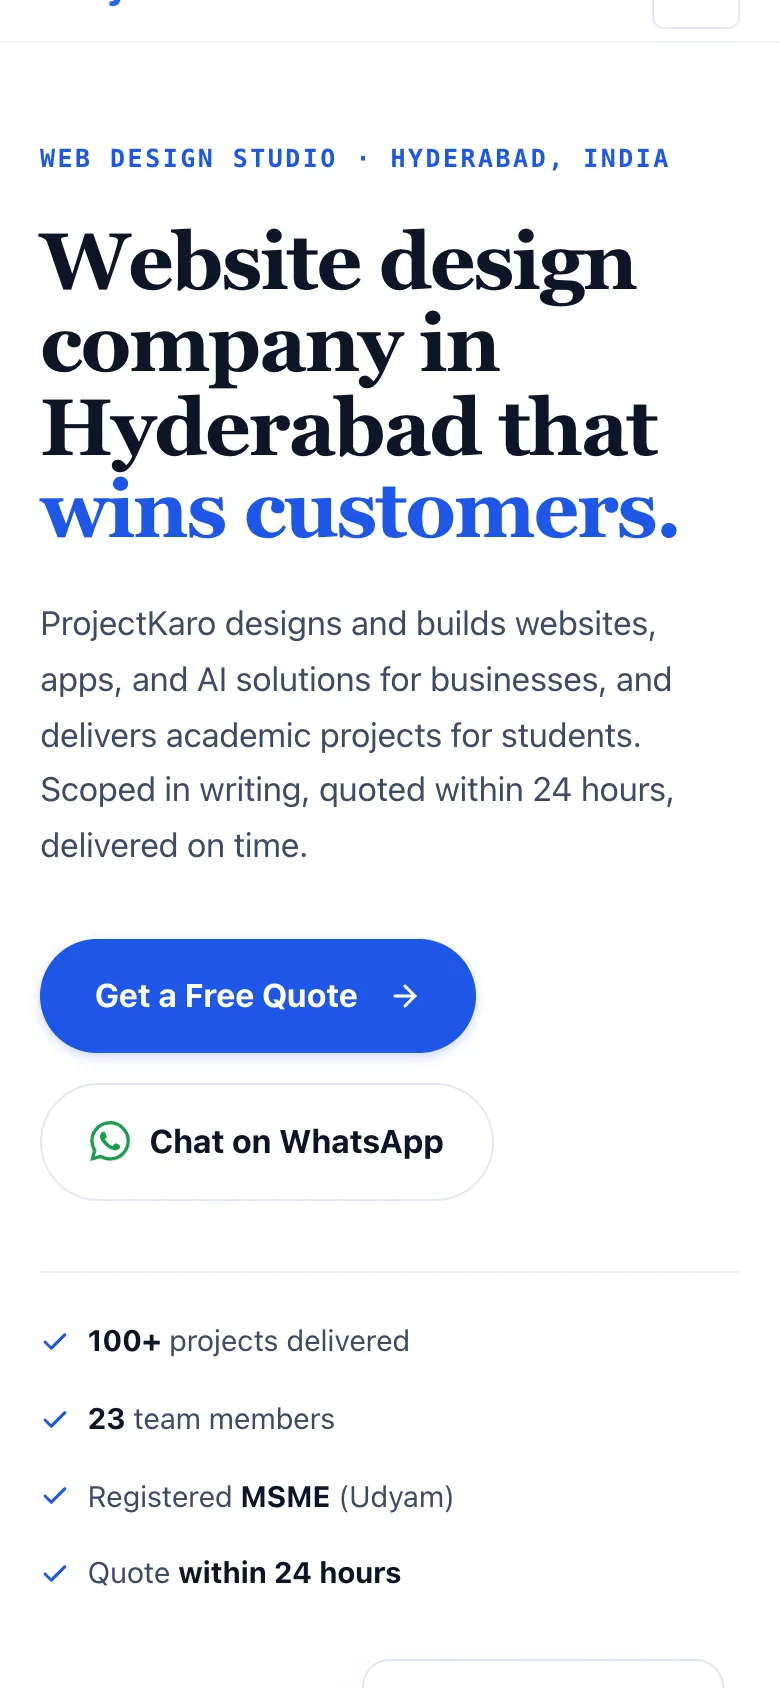 WEB DESIGN STUDIO · HYDERABAD, INDIA
Website design
company in
Hyderabad that
wins customers.
ProjectKaro designs and builds websites,
apps, and AI solutions for businesses, and
delivers academic projects for students.
Scoped in writing, quoted within 24 hours,
delivered on time.
Get a Free Quote →
Chat on WhatsApp
100+ projects delivered
23 team members
Registered MSME (Udyam)
Quote within 24 hours